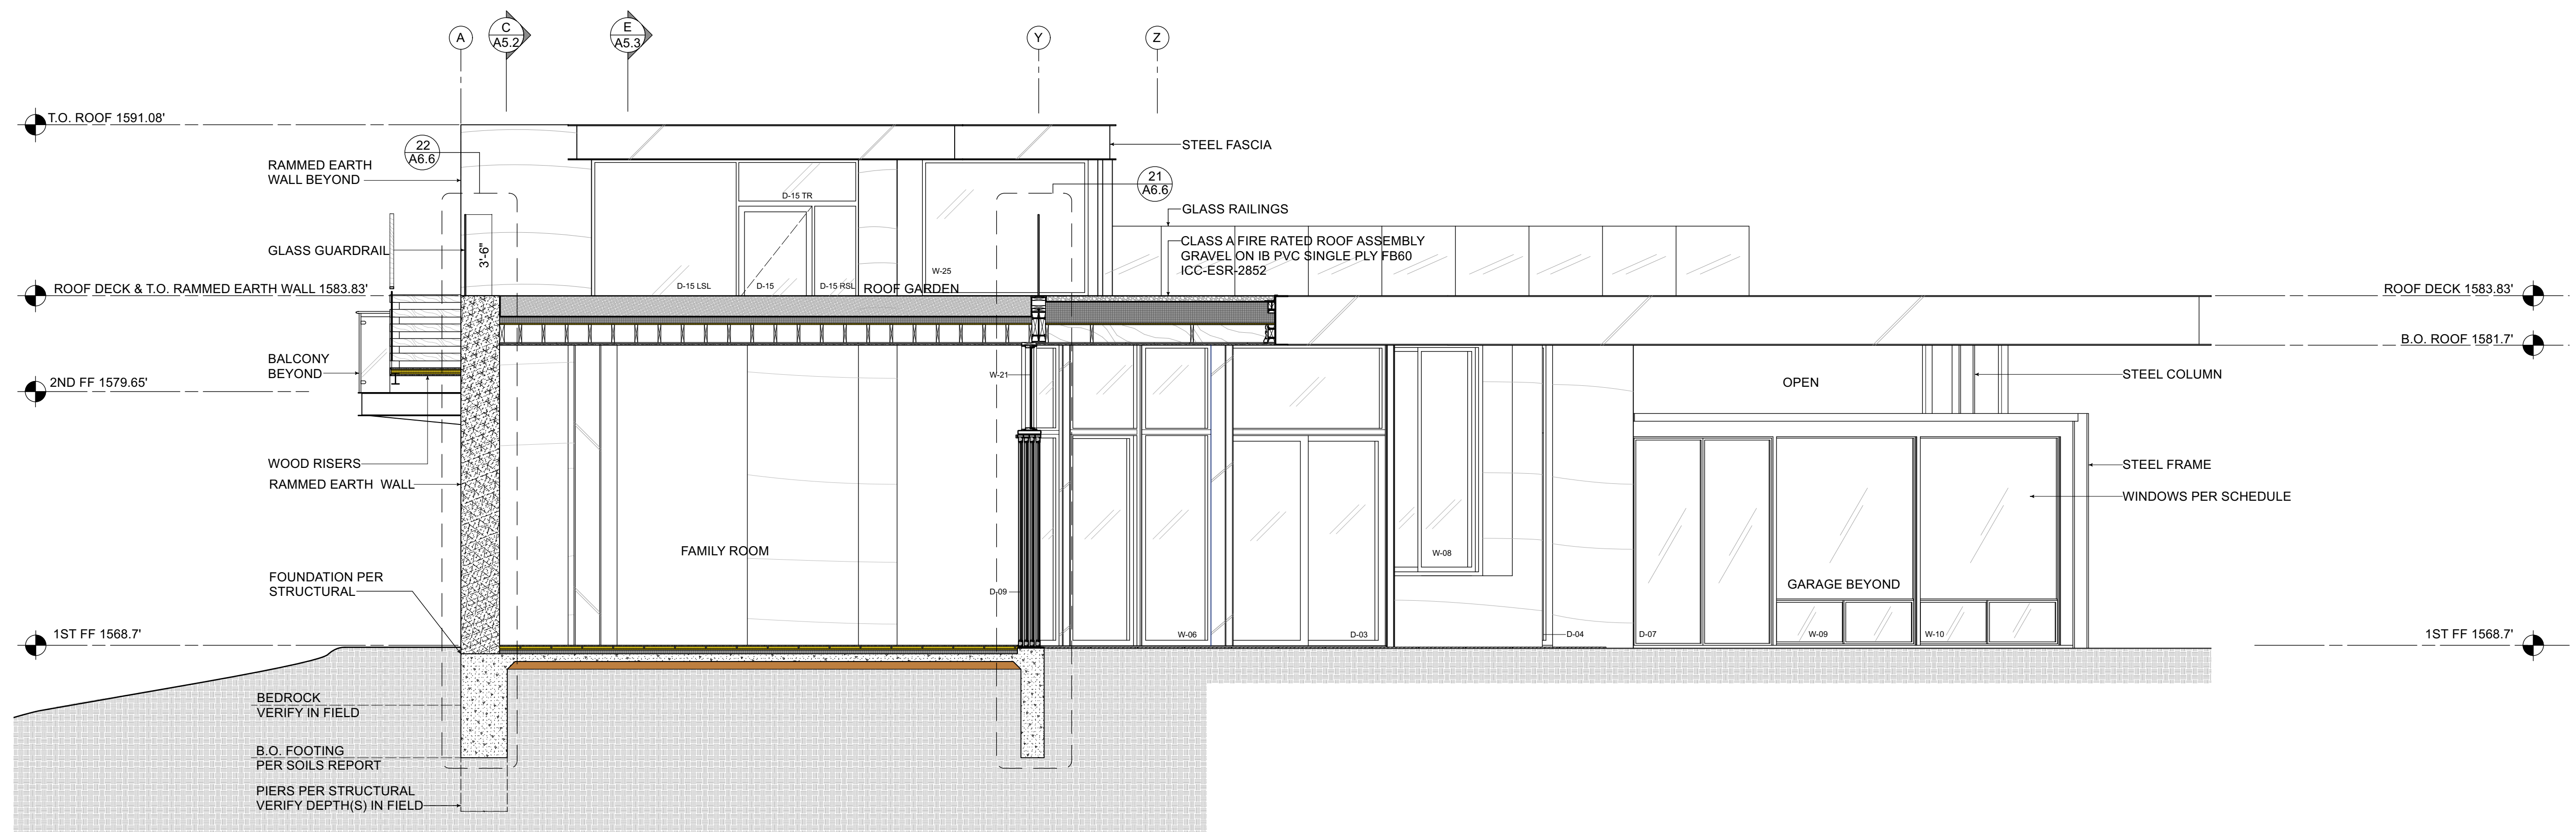 A
C
A5.2
E
A5.3
Y
Z
T.O. ROOF 1591.08'
22
A6.6
RAMMED EARTH
WALL BEYOND
STEEL FASCIA
21
A6.6
D-15 TR
GLASS RAILINGS
GLASS GUARDRAIL
3'-6"
CLASS A FIRE RATED ROOF ASSEMBLY
GRAVEL ON IB PVC SINGLE PLY FB60
ICC-ESR-2852
W-25
D-15 LSL
D-15
D-15 RSL
ROOF GARDEN
ROOF DECK & T.O. RAMMED EARTH WALL 1583.83'
ROOF DECK 1583.83'
B.O. ROOF 1581.7'
BALCONY
BEYOND
2ND FF 1579.65'
W-21
OPEN
STEEL COLUMN
WOOD RISERS
RAMMED EARTH WALL
STEEL FRAME
WINDOWS PER SCHEDULE
FAMILY ROOM
W-08
FOUNDATION PER
STRUCTURAL
D-09
GARAGE BEYOND
1ST FF 1568.7'
W-06
D-03
D-04
D-07
W-09
W-10
1ST FF 1568.7'
BEDROCK
VERIFY IN FIELD
B.O. FOOTING
PER SOILS REPORT
PIERS PER STRUCTURAL
VERIFY DEPTH(S) IN FIELD